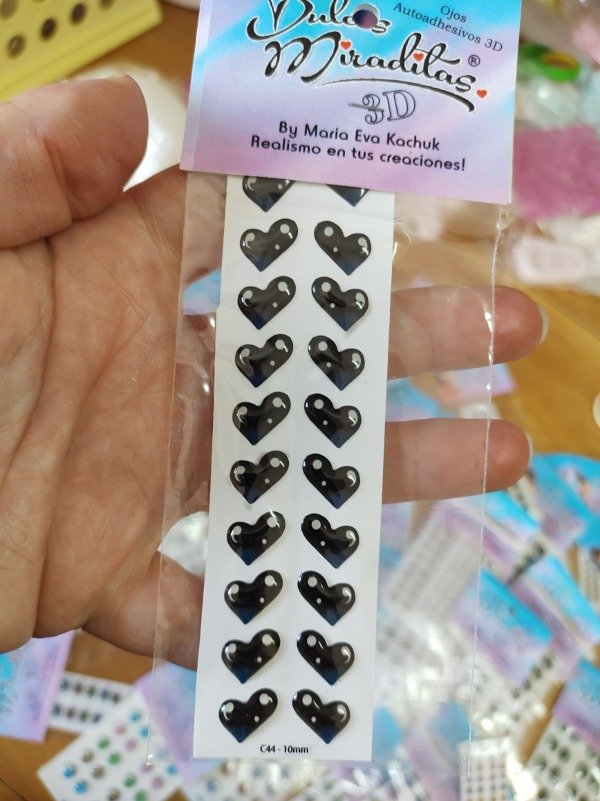 Ojos
Autoadhesivos 3D
Dulces
Miraditas®
3D
By Maria Eva Kachuk
Realismo en tus creaciones!
C44 - 10mm